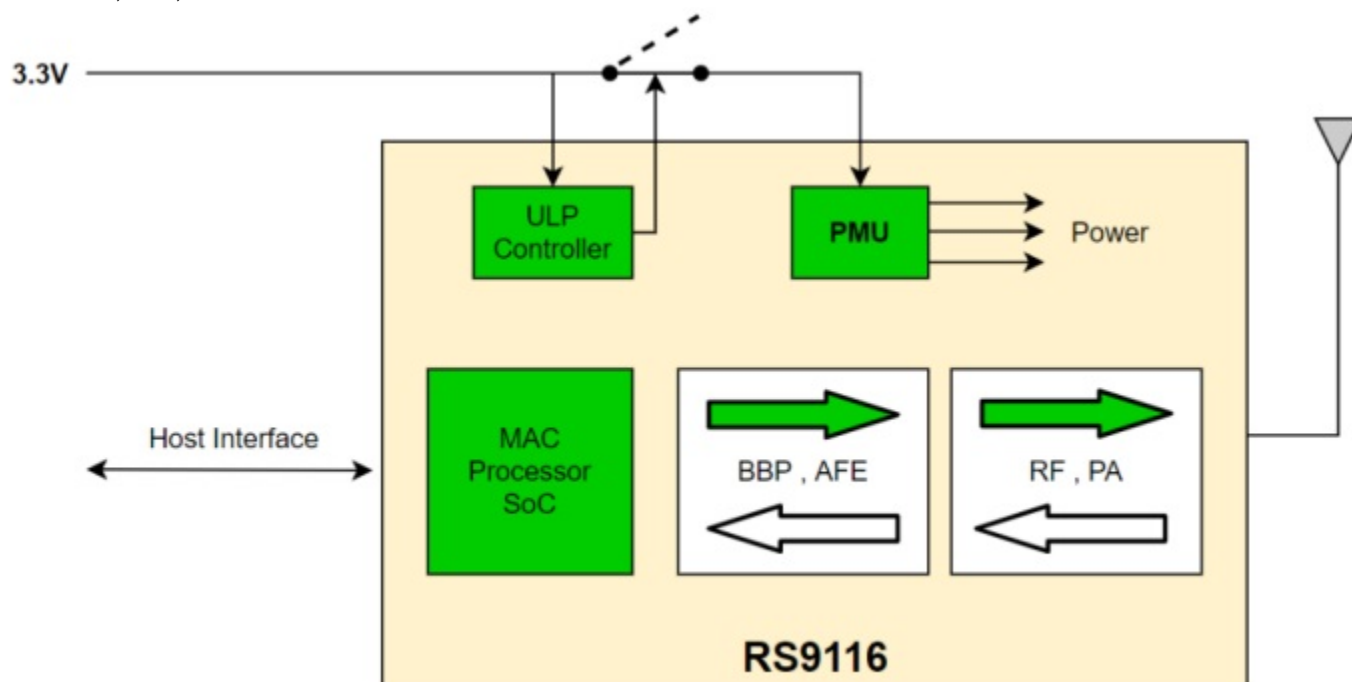 3.3V
ULP
Controller
PMU
Power
Host Interface
MAC
Processor
SoC
BBP , AFE
RF , PA
RS9116